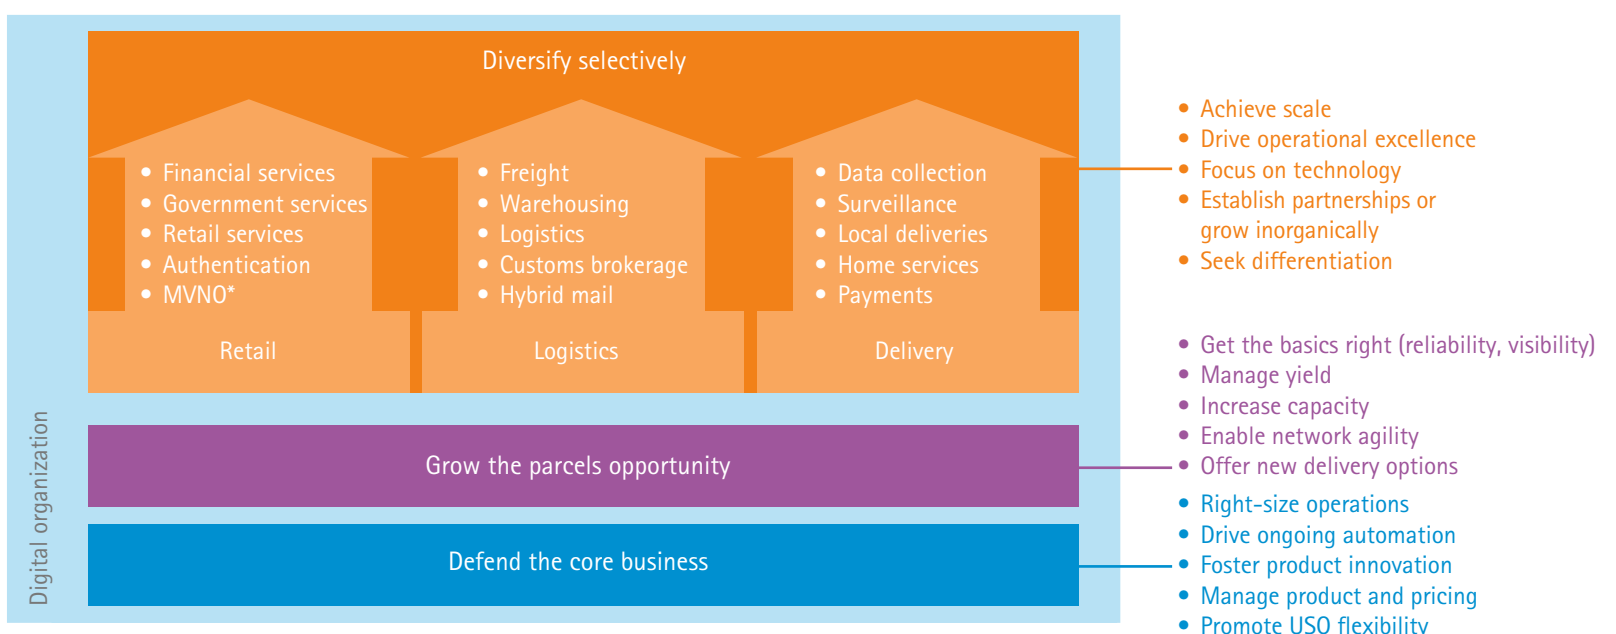 Diversify selectively
• Financial services
• Government services
• Retail services
• Authentication
• MVNO*
Retail
• Freight
• Warehousing
• Logistics
• Customs brokerage
• Hybrid mail
Logistics
• Data collection
• Surveillance
• Local deliveries
• Home services
• Payments
Delivery
Grow the parcels opportunity
Defend the core business
Digital organization
• Achieve scale
• Drive operational excellence
• Focus on technology
• Establish partnerships or
grow inorganically
• Seek differentiation
• Get the basics right (reliability, visibility)
• Manage yield
• Increase capacity
• Enable network agility
• Offer new delivery options
• Right-size operations
• Drive ongoing automation
• Foster product innovation
• Manage product and pricing
• Promote USO flexibility